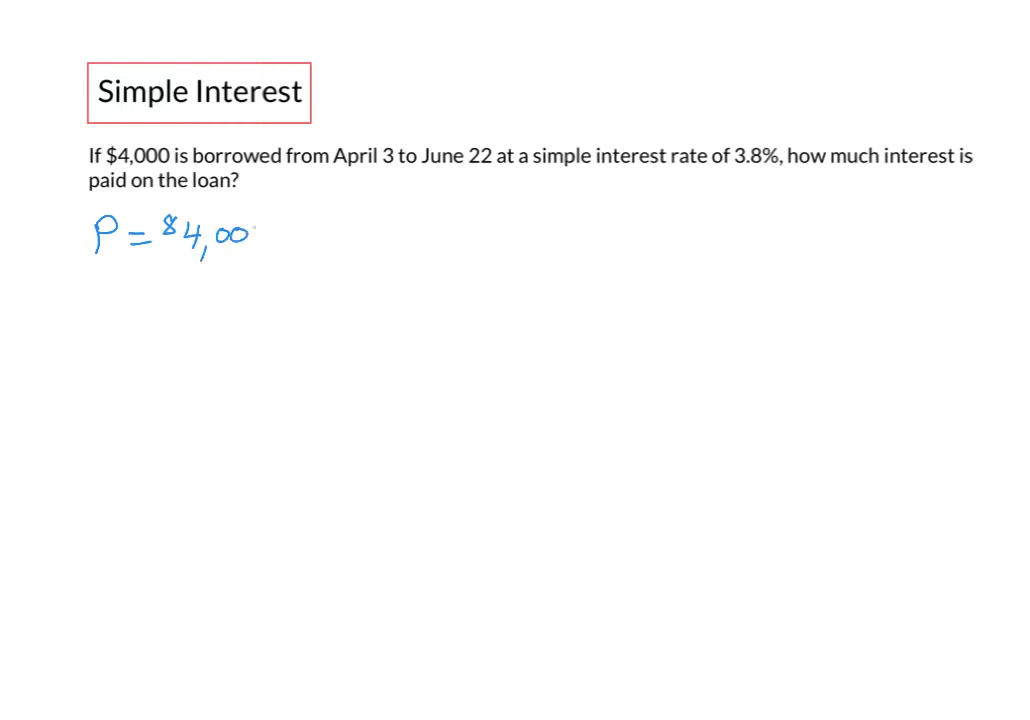 Simple Interest
If $4,000 is borrowed from April 3 to June 22 at a simple interest rate of 3.8%, how much interest is
paid on the loan?
P = $4,00